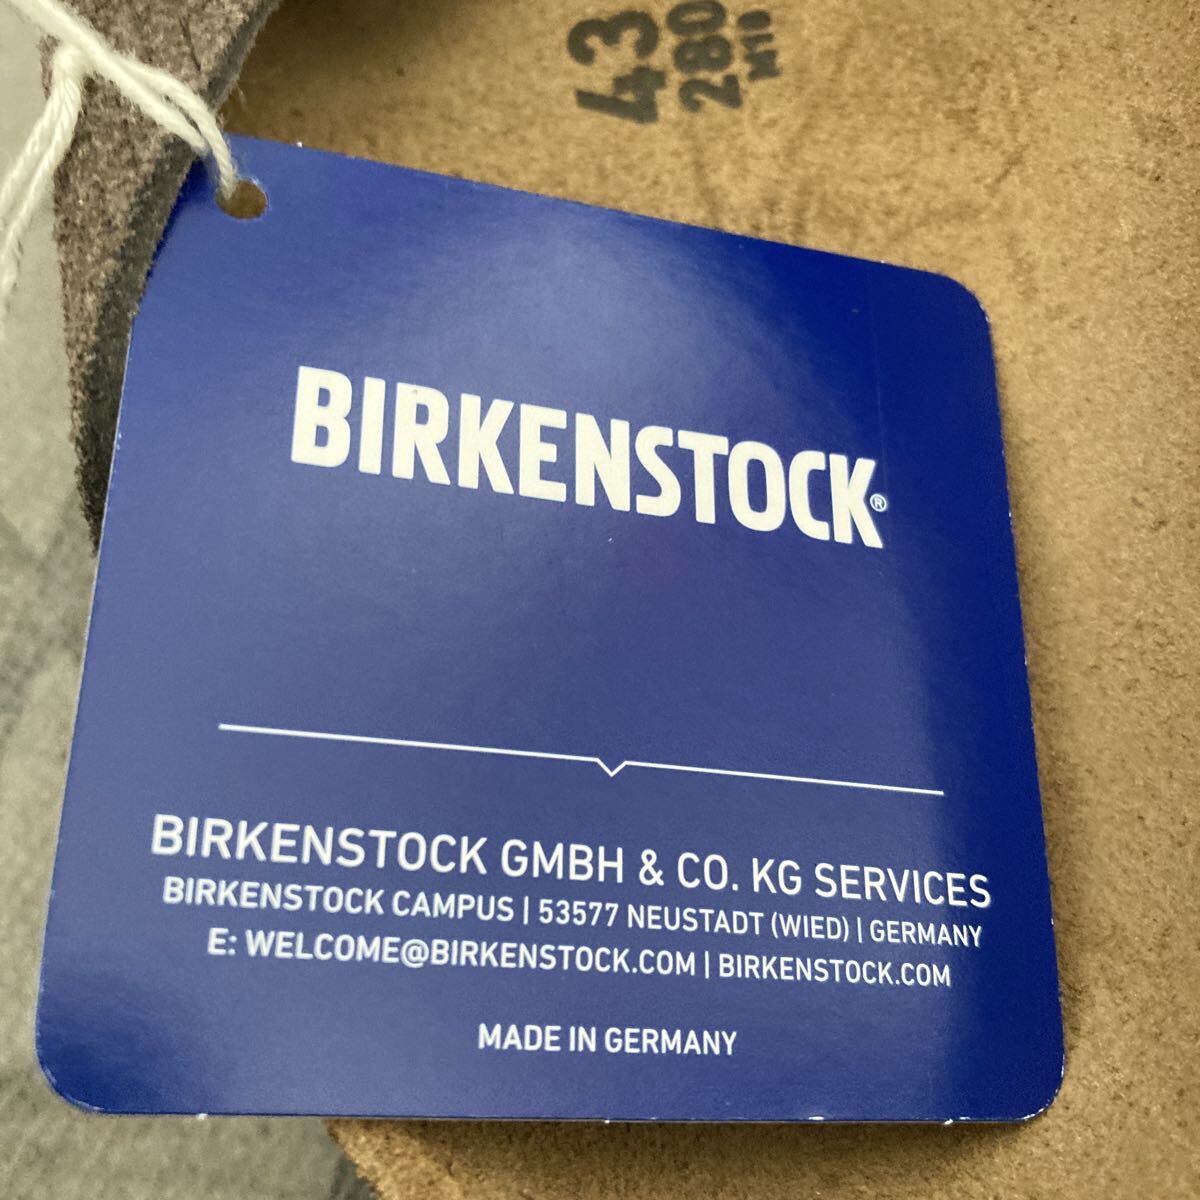 43
280
M10
BIRKENSTOCK®
BIRKENSTOCK GMBH & CO. KG SERVICES
BIRKENSTOCK CAMPUS | 53577 NEUSTADT (WIED) | GERMANY
E: WELCOME@BIRKENSTOCK.COM | BIRKENSTOCK.COM
MADE IN GERMANY